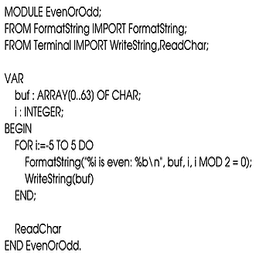 MODULE EvenOrOdd;
FROM FormatString IMPORT FormatString;
FROM Terminal IMPORT WriteString,ReadChar;
VAR
buf : ARRAY(0..63) OF CHAR;
i : INTEGER;
BEGIN
FOR i:=-5 TO 5 DO
FormatString("%i is even: %b\n", buf, i, i MOD 2 = 0);
WriteString(buf)
END;
ReadChar
END EvenOrOdd.